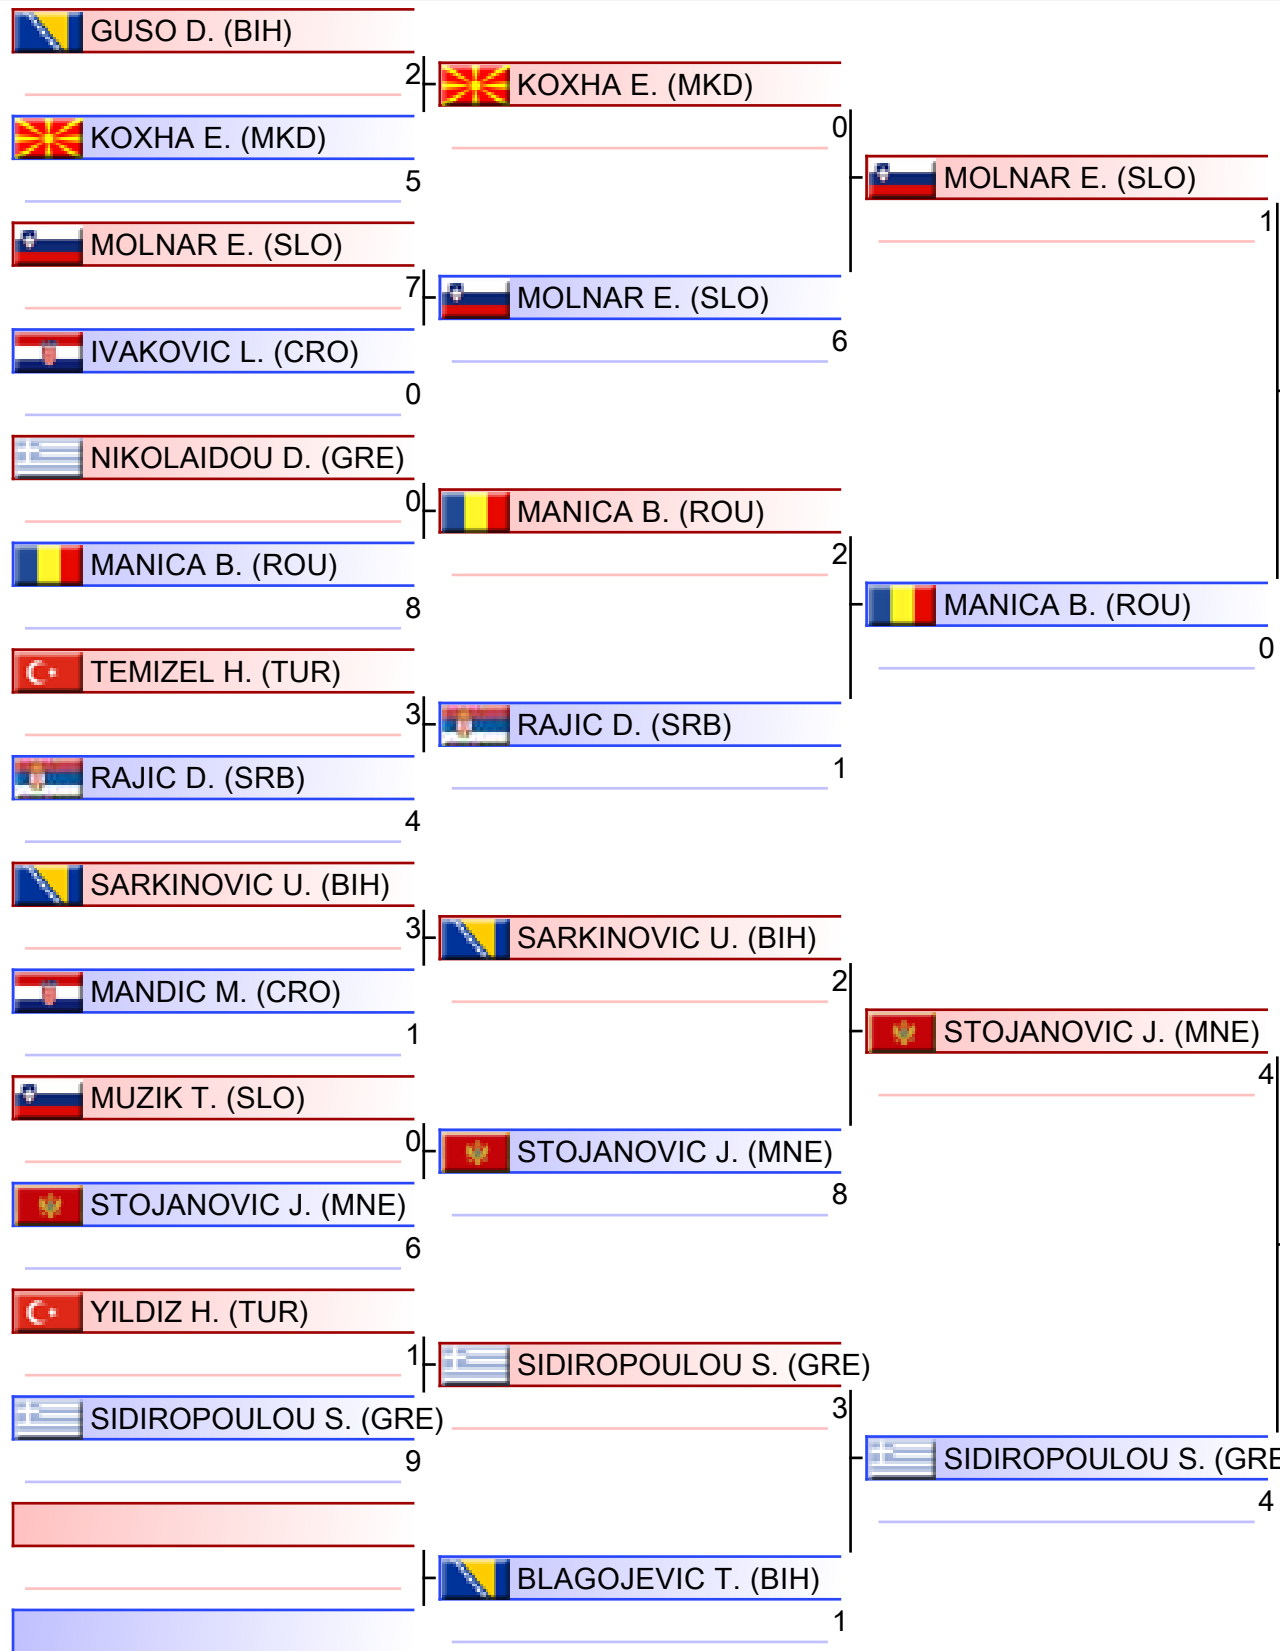 GUSO D. (BIH)
2
KOXHA E. (MKD)
5
MOLNAR E. (SLO)
7
IVAKOVIC L. (CRO)
0
NIKOLAIDOU D. (GRE)
0
MANICA B. (ROU)
8
TEMIZEL H. (TUR)
3
RAJIC D. (SRB)
4
SARKINOVIC U. (BIH)
3
MANDIC M. (CRO)
1
MUZIK T. (SLO)
0
STOJANOVIC J. (MNE)
6
YILDIZ H. (TUR)
1
SIDIROPOULOU S. (GRE)
9
KOXHA E. (MKD)
0
MOLNAR E. (SLO)
6
MANICA B. (ROU)
2
RAJIC D. (SRB)
1
SARKINOVIC U. (BIH)
2
STOJANOVIC J. (MNE)
8
SIDIROPOULOU S. (GRE)
3
BLAGOJEVIC T. (BIH)
1
MOLNAR E. (SLO)
1
MANICA B. (ROU)
0
STOJANOVIC J. (MNE)
4
SIDIROPOULOU S. (GRE
4